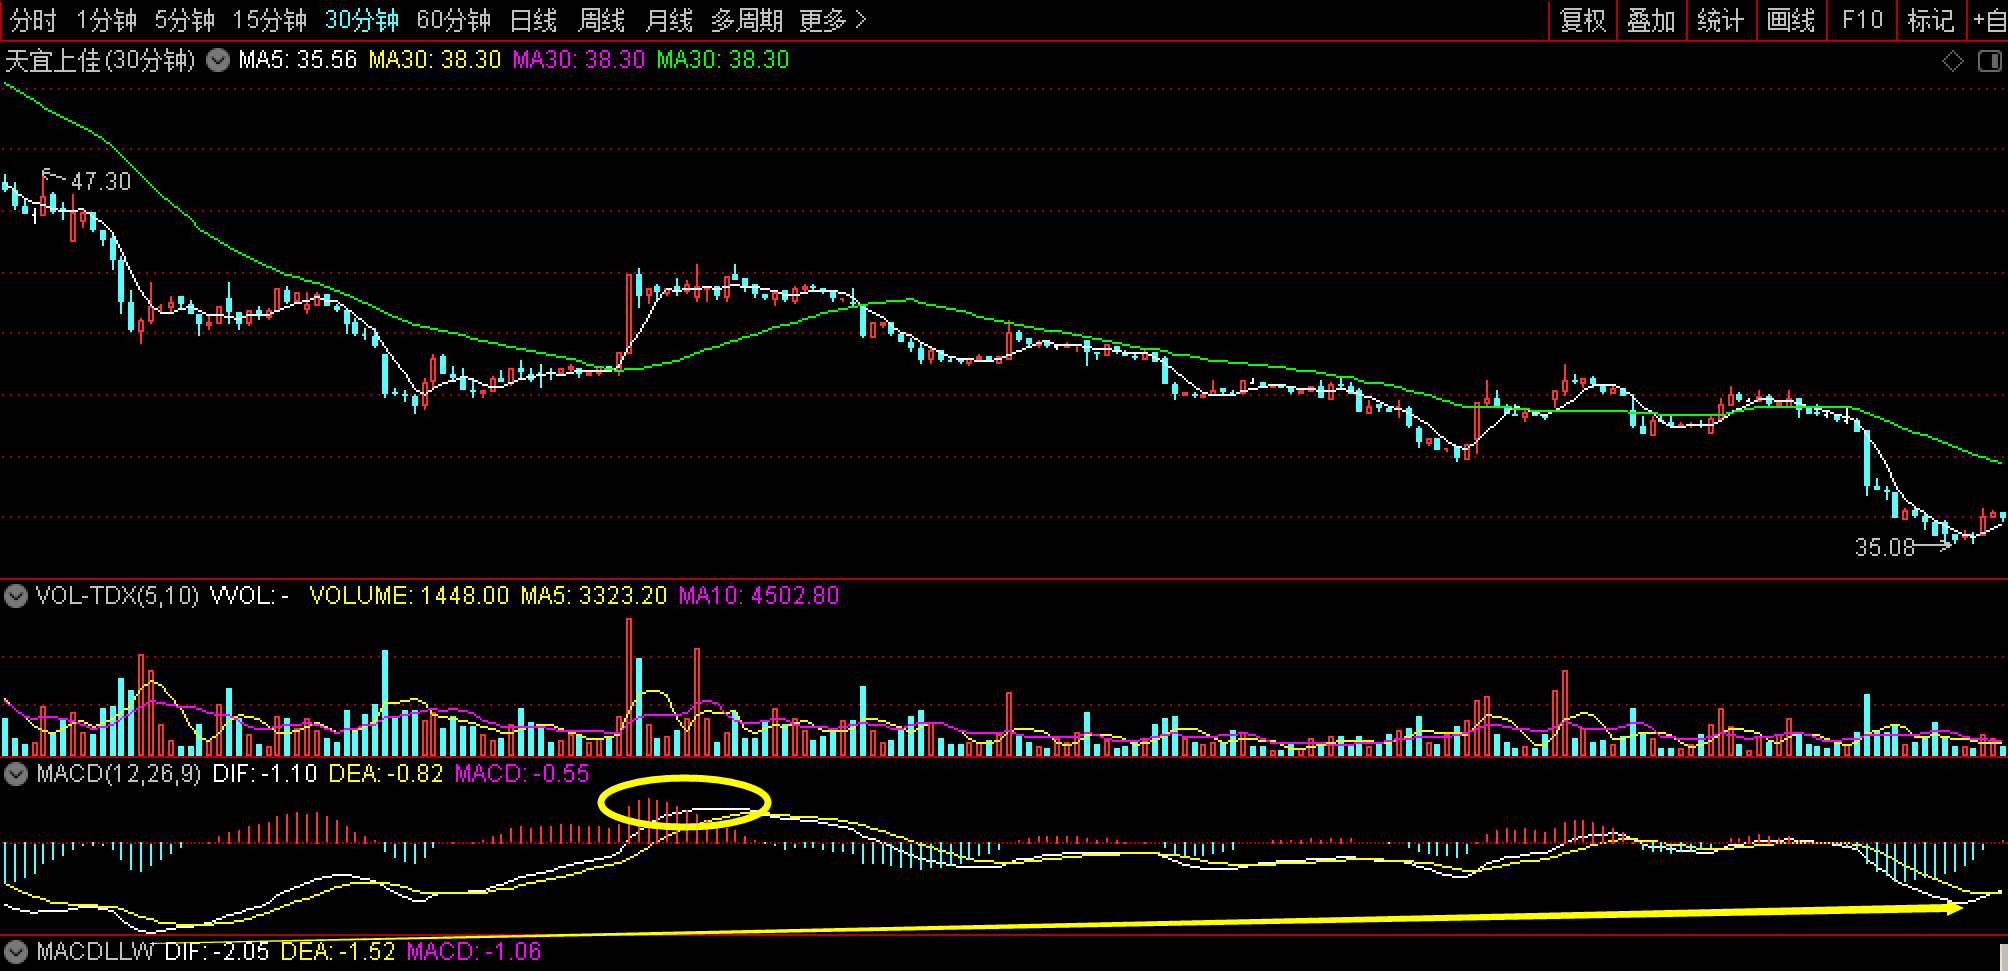 分时 1分钟 5分钟 15分钟 30分钟 60分钟 日线 周线 月线 多周期 更多 > 复权 叠加 统计 画线 F10 标记 +自
天宜上佳(30分钟) MA5: 35.56 MA30: 38.30 MA30: 38.30 MA30: 38.30
47.30
35.08
VOL-TDX(5,10) VVOL: - VOLUME: 1448.00 MA5: 3323.20 MA10: 4502.80
MACD(12,26,9) DIF: -1.10 DEA: -0.82 MACD: -0.55
MACDLLW DIF: -2.05 DEA: -1.52 MACD: -1.06